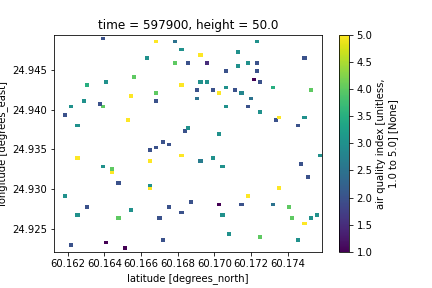 time = 597900, height = 50.0
24.945
24.940
24.935
24.930
24.925
longitude [degrees_east]
60.162 60.164 60.166 60.168 60.170 60.172 60.174
latitude [degrees_north]
5.0
4.5
4.0
3.5
3.0
2.5
2.0
1.5
1.0
air quality index [unitless,
1.0 to 5.0] [None]